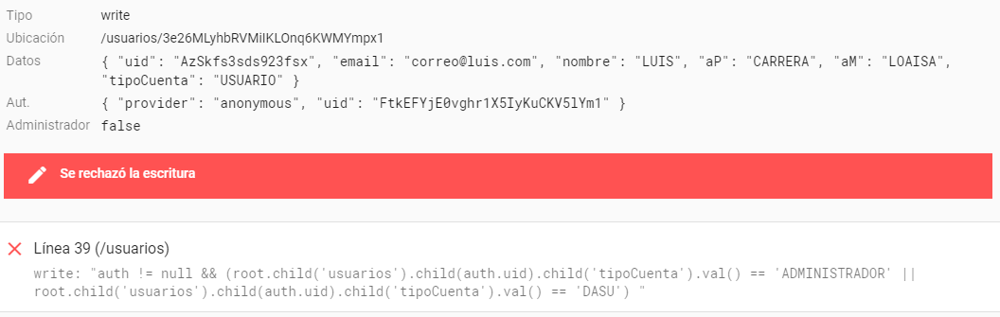 Tipo write
Ubicación /usuarios/3e26MLyhbRVMiIKLOnq6KWMYmpx1
Datos { "uid": "AzSkfs3sds923fsx", "email": "correo@luis.com", "nombre": "LUIS", "aP": "CARRERA", "aM": "LOAISA",
"tipoCuenta": "USUARIO" }
Aut. { "provider": "anonymous", "uid": "FtkEFYjE0vghr1X5IyKuCKV5lYm1" }
Administrador false
Se rechazó la escritura
Línea 39 (/usuarios)
write: "auth != null && (root.child('usuarios').child(auth.uid).child('tipoCuenta').val() == 'ADMINISTRADOR' ||
root.child('usuarios').child(auth.uid).child('tipoCuenta').val() == 'DASU') "